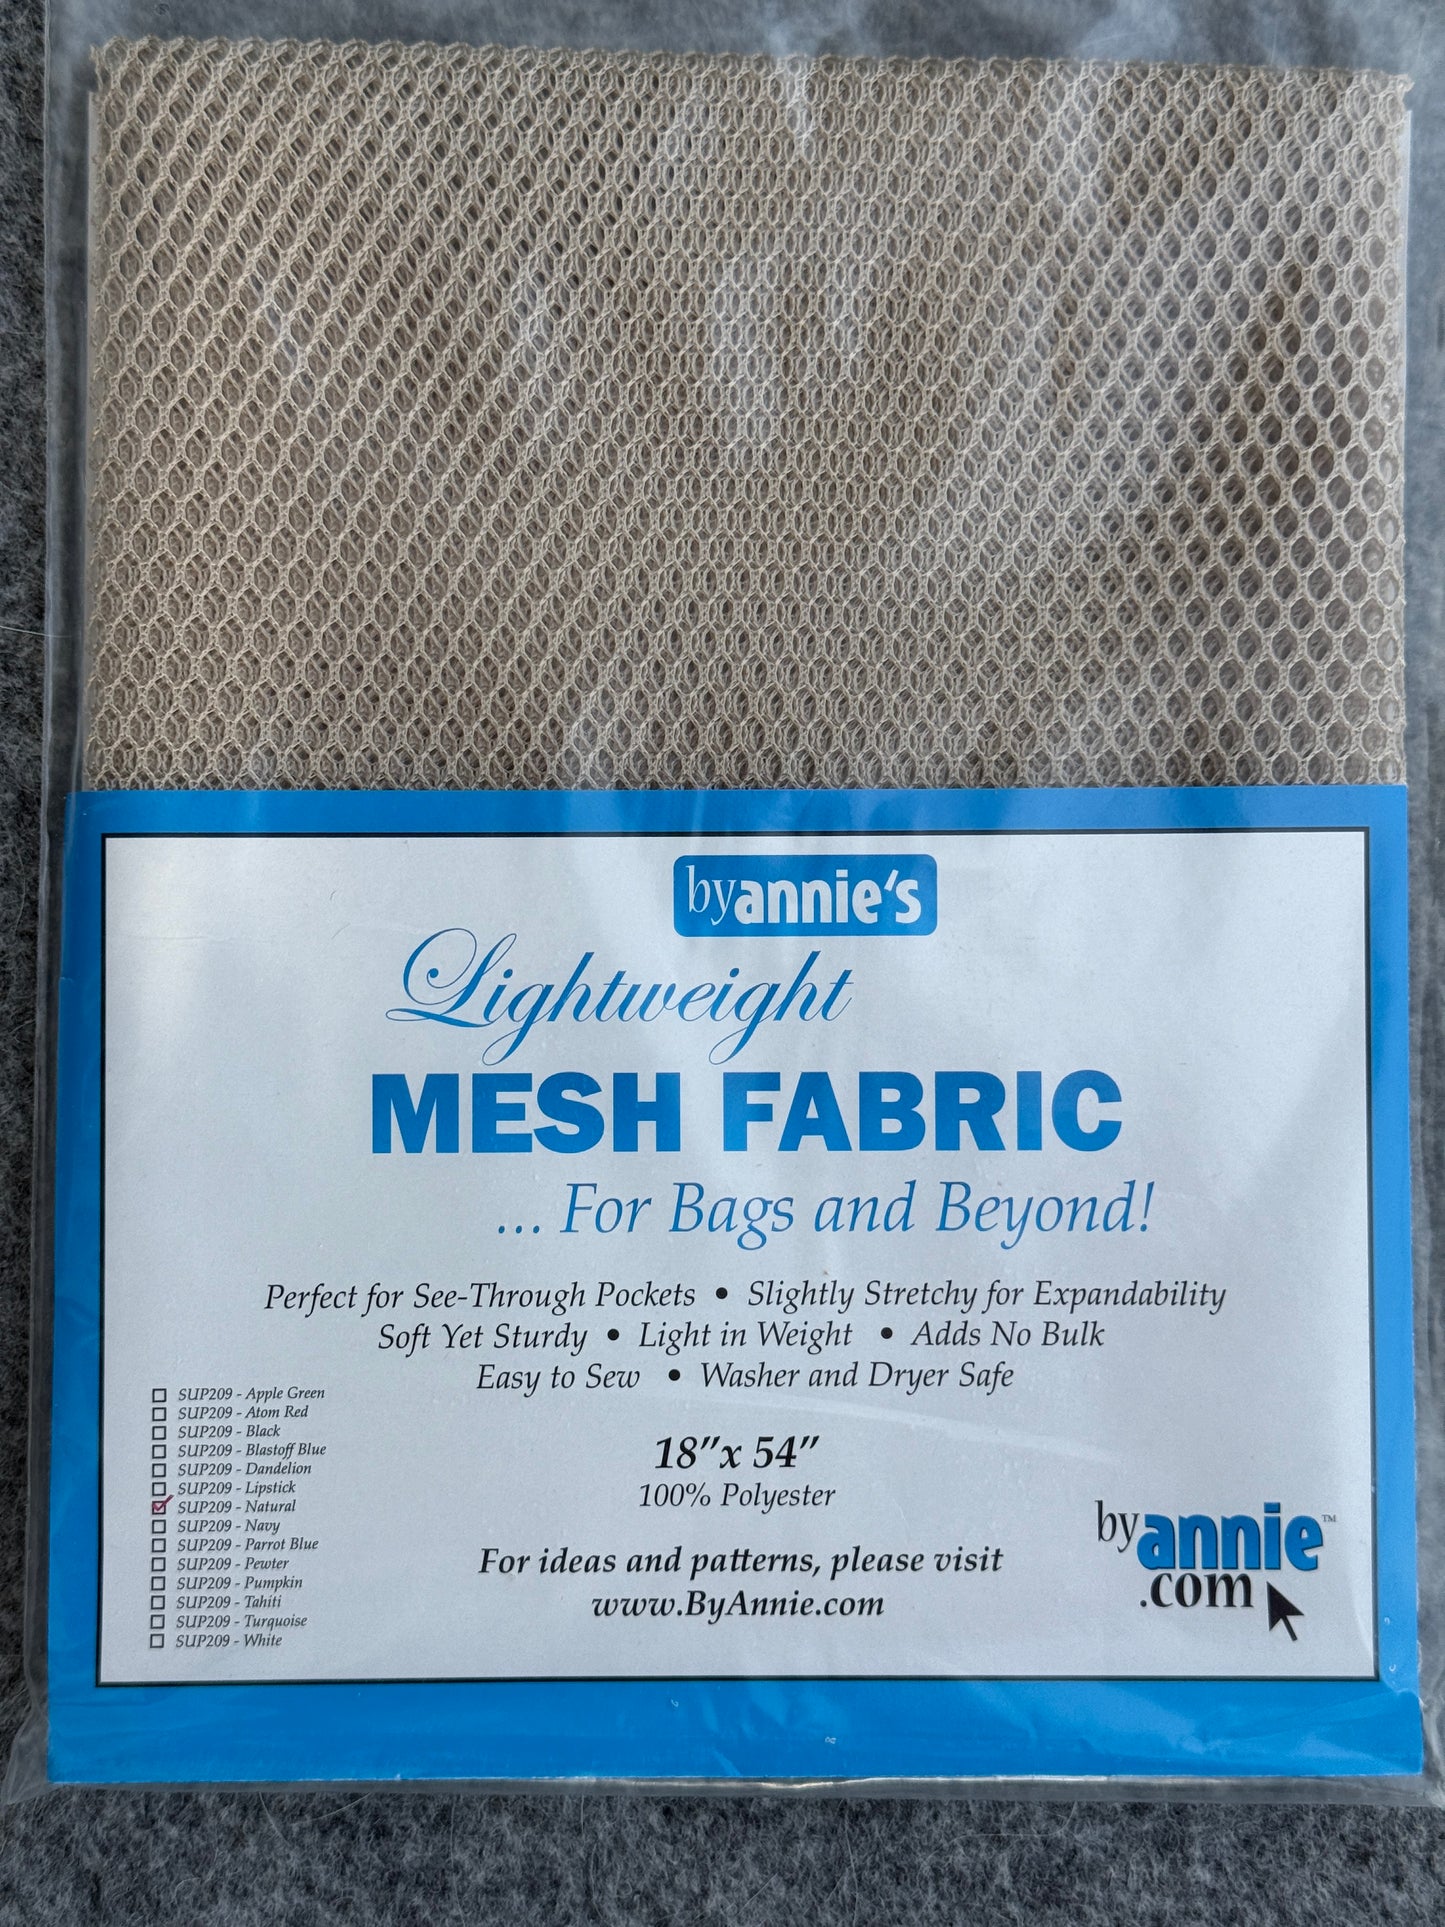 byannie's
Lightweight
MESH FABRIC
... For Bags and Beyond!
Perfect for See-Through Pockets • Slightly Stretchy for Expandability
Soft Yet Sturdy • Light in Weight • Adds No Bulk
Easy to Sew • Washer and Dryer Safe
SUP209 - Apple Green
SUP209 - Atom Red
SUP209 - Black
SUP209 - Blastoff Blue
SUP209 - Dandelion
SUP209 - Lipstick
SUP209 - Natural
SUP209 - Navy
SUP209 - Parrot Blue
SUP209 - Pewter
SUP209 - Pumpkin
SUP209 - Tahiti
SUP209 - Turquoise
SUP209 - White
18" x 54"
100% Polyester
For ideas and patterns, please visit
www.ByAnnie.com
byannie™
.com